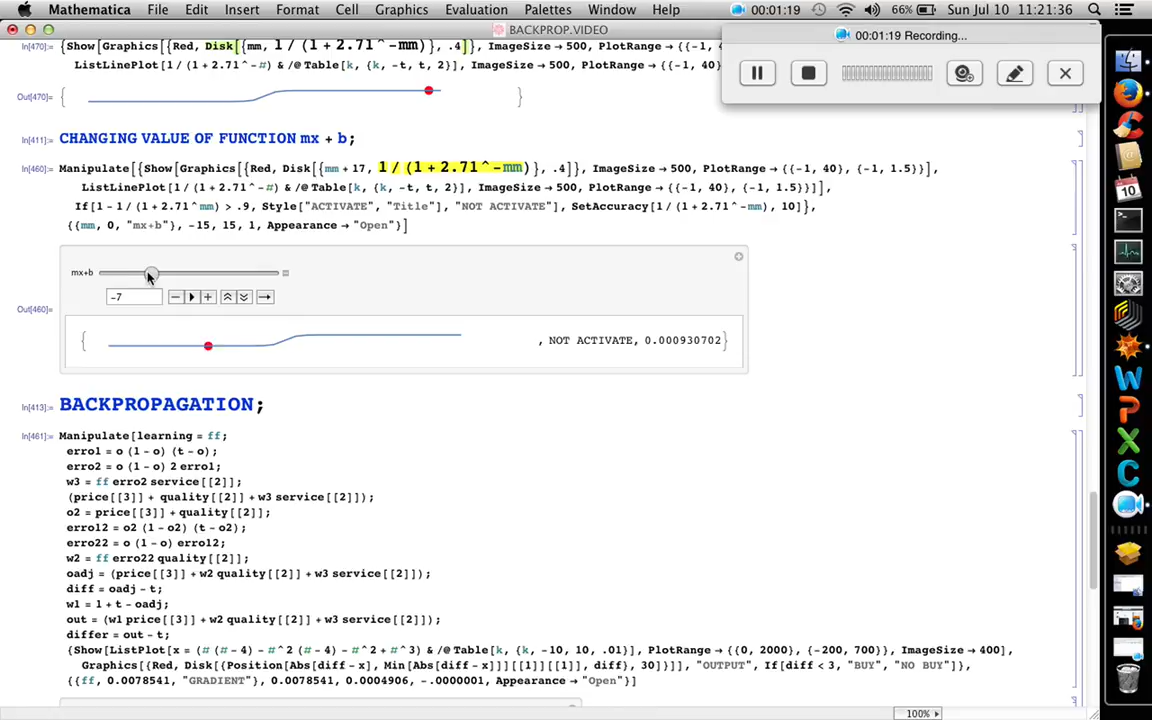 Mathematica File Edit Insert Format Cell Graphics Evaluation Palettes Window Help 00:01:19 66% Sun Jul 10 11:21:36
BACKPROP.VIDEO
00:01:19 Recording...
In[470]:= {Show[Graphics[{Red, Disk[{mm, 1 / (1 + 2.71^-mm)}, .4]}, ImageSize → 500, PlotRange → {{-1,
ListLinePlot[1 / (1 + 2.71^-#) & /@ Table[k, {k, -t, t, 2}], ImageSize → 500, PlotRange → {{-1, 40}
Out[470]= { }
In[411]:= CHANGING VALUE OF FUNCTION mx + b;
In[460]:= Manipulate[{Show[Graphics[{Red, Disk[{mm + 17, 1 / (1 + 2.71^-mm)}, .4]}, ImageSize → 500, PlotRange → {{-1, 40}, {-1, 1.5}}],
ListLinePlot[1 / (1 + 2.71^-#) & /@ Table[k, {k, -t, t, 2}], ImageSize → 500, PlotRange → {{-1, 40}, {-1, 1.5}}]],
If[1 - 1 / (1 + 2.71^mm) > .9, Style["ACTIVATE", "Title"], "NOT ACTIVATE"], SetAccuracy[1 / (1 + 2.71^-mm), 10]},
{{mm, 0, "mx+b"}, -15, 15, 1, Appearance → "Open"}]
mx+b
-7
Out[460]= { , NOT ACTIVATE, 0.000930702}
In[413]:= BACKPROPAGATION;
In[461]:= Manipulate[learning = ff;
erro1 = o (1 - o) (t - o);
erro2 = o (1 - o) 2 erro1;
w3 = ff erro2 service[[2]];
(price[[3]] + quality[[2]] + w3 service[[2]]);
o2 = price[[3]] + quality[[2]];
erro12 = o2 (1 - o2) (t - o2);
erro22 = o (1 - o) erro12;
w2 = ff erro22 quality[[2]];
oadj = (price[[3]] + w2 quality[[2]] + w3 service[[2]]);
diff = oadj - t;
w1 = 1 + t - oadj;
out = (w1 price[[3]] + w2 quality[[2]] + w3 service[[2]]);
differ = out - t;
{Show[ListPlot[x = (# (# - 4) - #^2 (# - 4) - #^2 + #^3) & /@ Table[k, {k, -10, 10, .01}], PlotRange → {{0, 2000}, {-200, 700}}, ImageSize → 400],
Graphics[{Red, Disk[{Position[Abs[diff - x], Min[Abs[diff - x]]][[1]][[1]], diff}, 30]}]], "OUTPUT", If[diff < 3, "BUY", "NO BUY"]},
{{ff, 0.0078541, "GRADIENT"}, 0.0078541, 0.0004906, -.0000001, Appearance → "Open"}]
100%